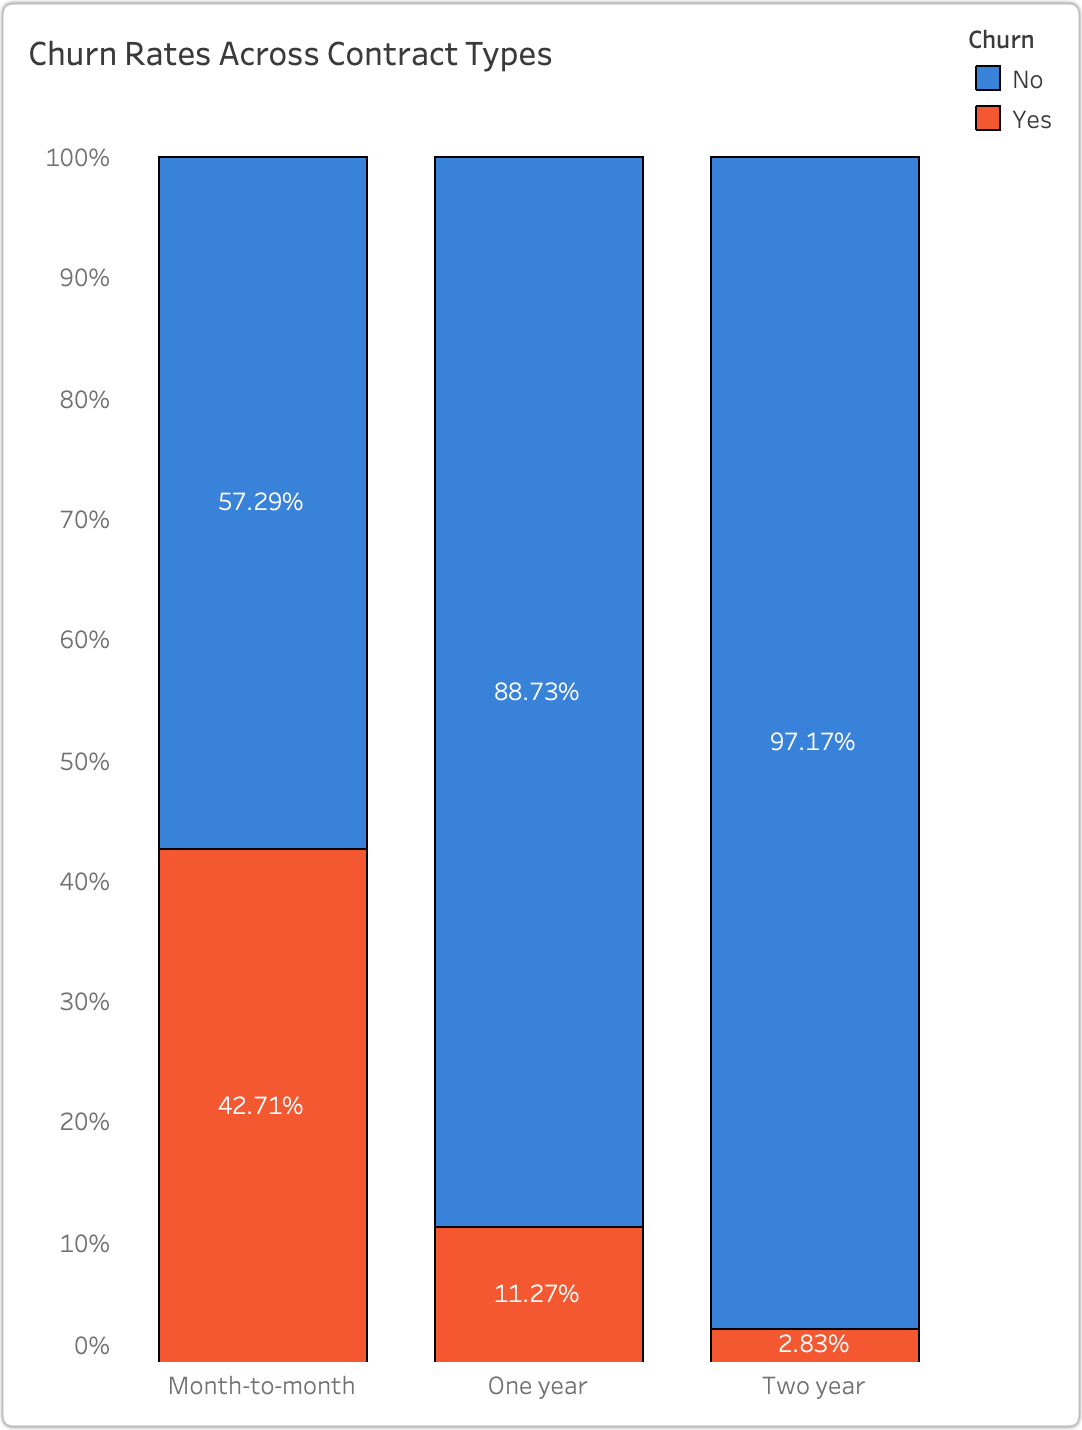 Churn Rates Across Contract Types
Churn
No
Yes
100%
90%
80%
70%
60%
50%
40%
30%
20%
10%
0%
57.29%
88.73%
97.17%
42.71%
11.27%
2.83%
Month-to-month
One year
Two year